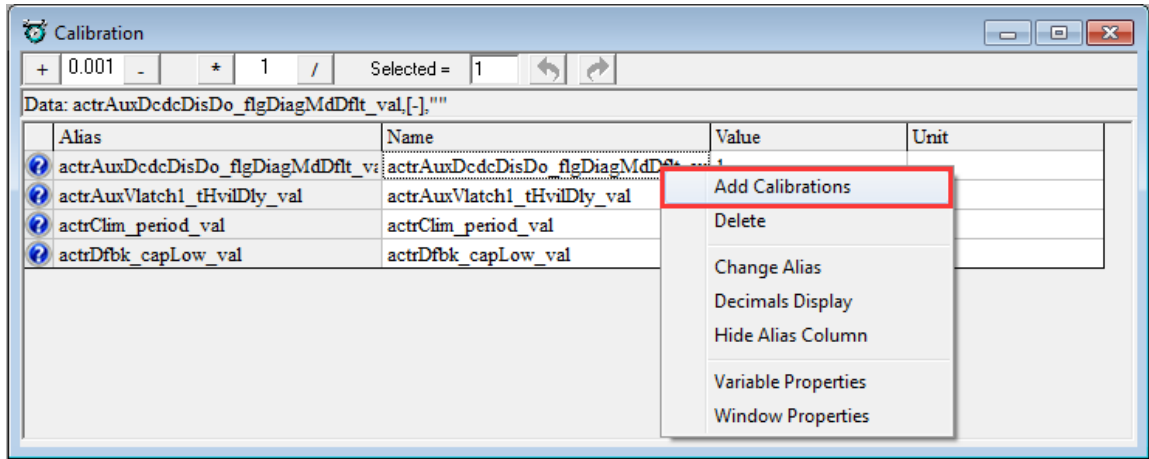 Calibration
+ 0.001 - * 1 / Selected = 1
Data: actrAuxDcdcDisDo_flgDiagMdDflt_val,[-],""
Alias Name Value Unit
actrAuxDcdcDisDo_flgDiagMdDflt_va actrAuxDcdcDisDo_flgDiagMdDflt 1
actrAuxVlatch1_tHvilDly_val actrAuxVlatch1_tHvilDly_val
actrClim_period_val actrClim_period_val
actrDfbk_capLow_val actrDfbk_capLow_val
Add Calibrations
Delete
Change Alias
Decimals Display
Hide Alias Column
Variable Properties
Window Properties